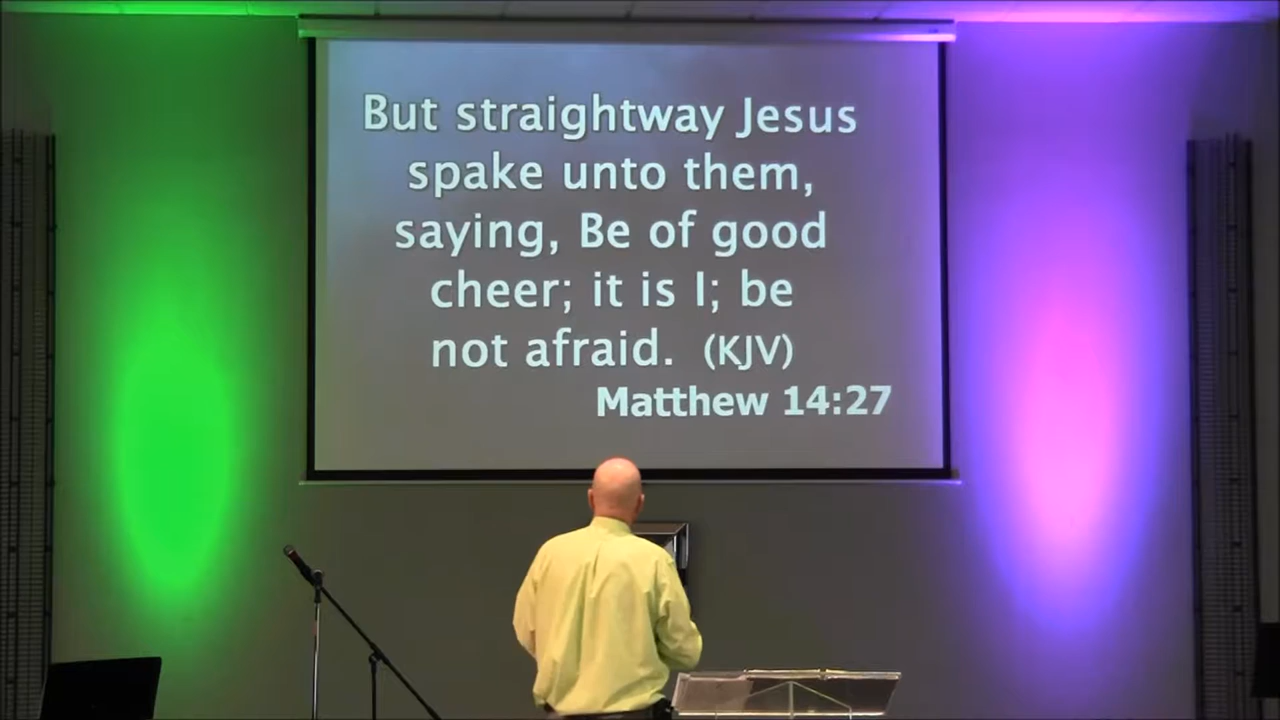 But straightway Jesus
spake unto them,
saying, Be of good
cheer; it is I; be
not afraid. (KJV)
Matthew 14:27